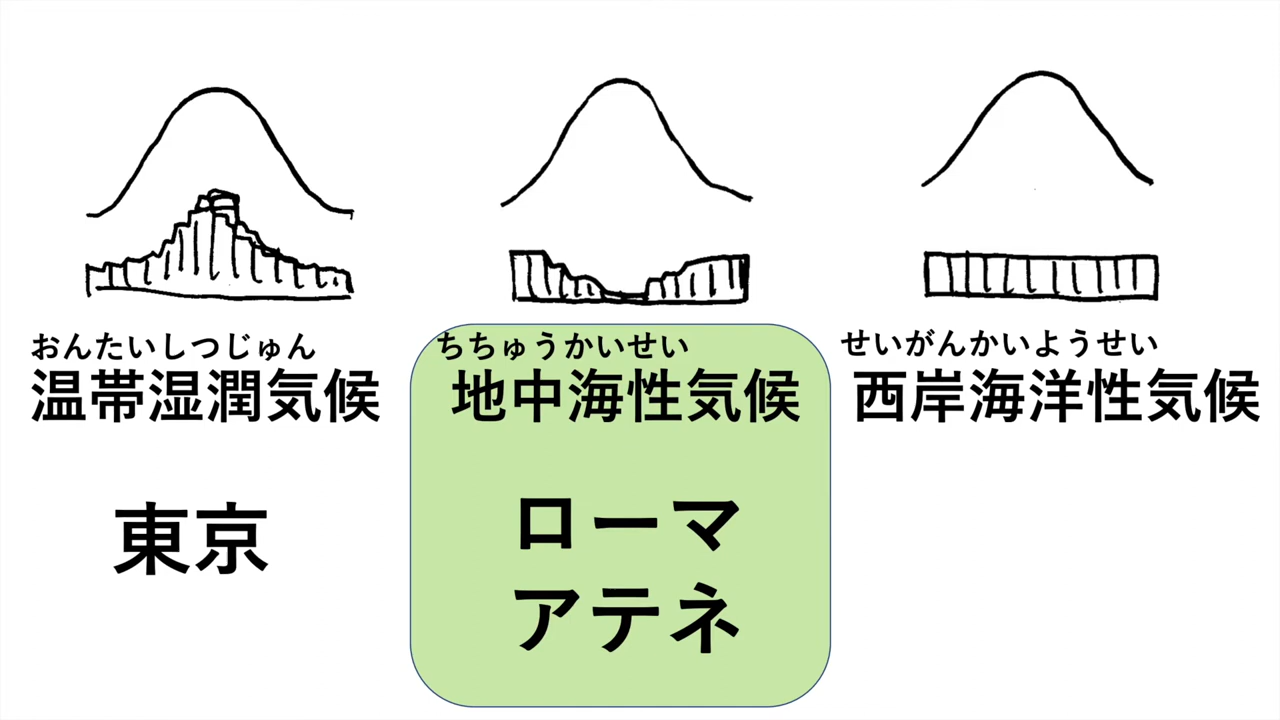 おんたいしつじゅん
温帯湿潤気候
東京
ちちゅうかいせい
地中海性気候
ローマ
アテネ
せいがんかいようせい
西岸海洋性気候